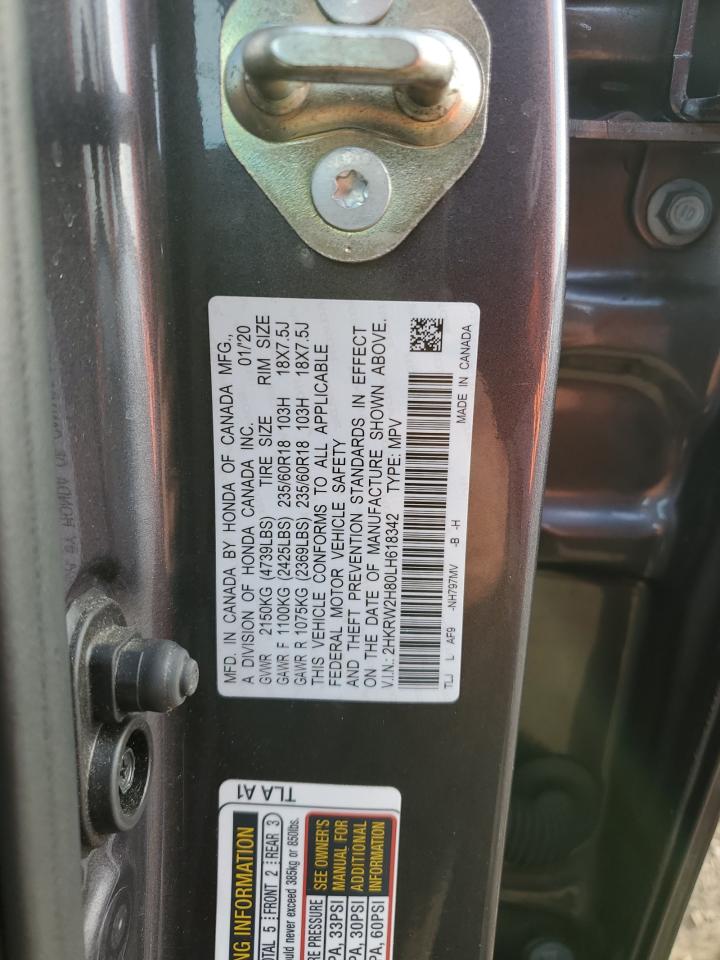 MFD. IN CANADA BY HONDA OF CANADA MFG.,
A DIVISION OF HONDA CANADA INC. 01/'20
GVWR 2150KG (4739LBS) TIRE SIZE RIM SIZE
GAWR F 1100KG (2425LBS) 235/60R18 103H 18X7.5J
GAWR R 1075KG (2369LBS) 235/60R18 103H 18X7.5J
THIS VEHICLE CONFORMS TO ALL APPLICABLE
FEDERAL MOTOR VEHICLE SAFETY
AND THEFT PREVENTION STANDARDS IN EFFECT
ON THE DATE OF MANUFACTURE SHOWN ABOVE.
V.I.N.: 2HKRW2H80LH618342 TYPE: MPV
TLJ L AF9 -NH797MV -B -H
MADE IN CANADA
TLA A1
NG INFORMATION
OTAL 5 FRONT 2 REAR 3
ould never exceed 385kg or 850lbs.
RE PRESSURE
SEE OWNER'S
MANUAL FOR
ADDITIONAL
INFORMATION
PA, 33PSI
PA, 30PSI
PA, 60PSI